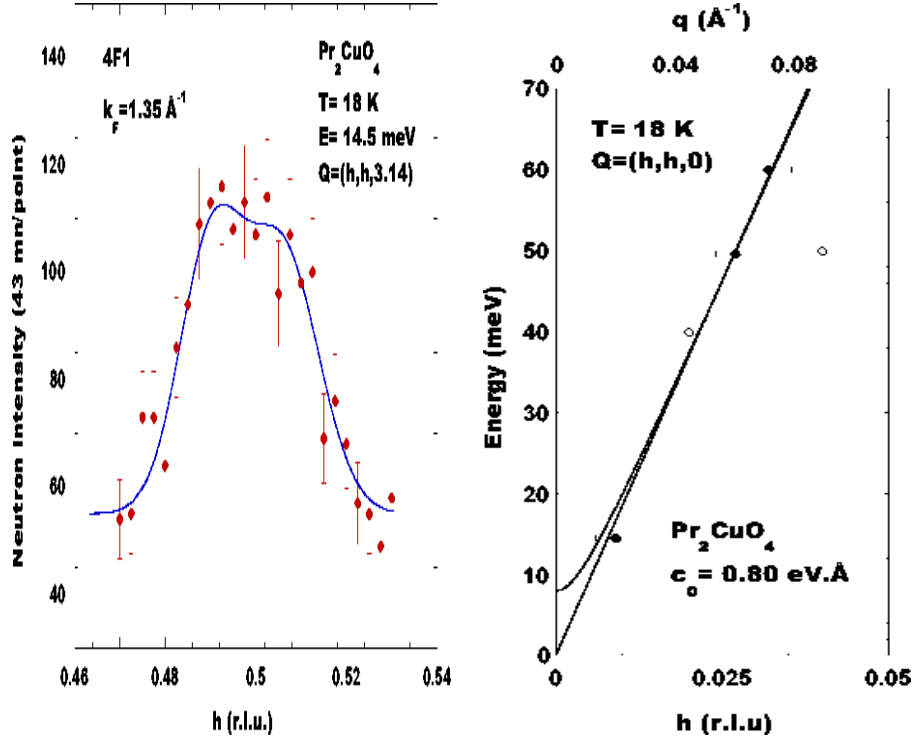 140
120
100
80
60
40
Neutron Intensity (43 mn/point)
4F1
k_F=1.35 Å^-1
Pr_2CuO_4
T= 18 K
E= 14.5 meV
Q=(h,h,3.14)
0.46 0.48 0.5 0.52 0.54
h (r.l.u.)
q (Å^-1)
0 0.04 0.08
70
60
50
40
30
20
10
0
Energy (meV)
T= 18 K
Q=(h,h,0)
Pr_2CuO_4
c_0= 0.80 eV.Å
0 0.025 0.05
h (r.l.u)